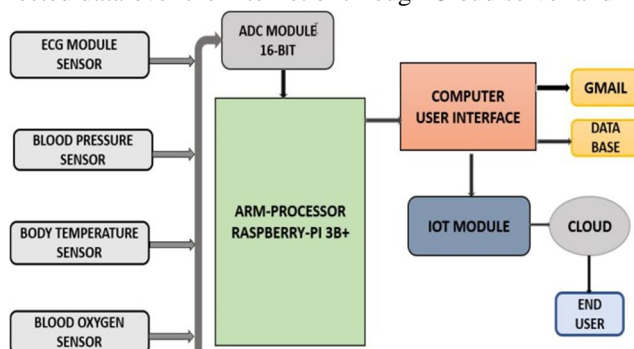 ECG MODULE
SENSOR
BLOOD PRESSURE
SENSOR
BODY TEMPERATURE
SENSOR
BLOOD OXYGEN
SENSOR
ADC MODULE
16-BIT
ARM-PROCESSOR
RASPBERRY-PI 3B+
COMPUTER
USER INTERFACE
GMAIL
DATA
BASE
IOT MODULE
CLOUD
END
USER